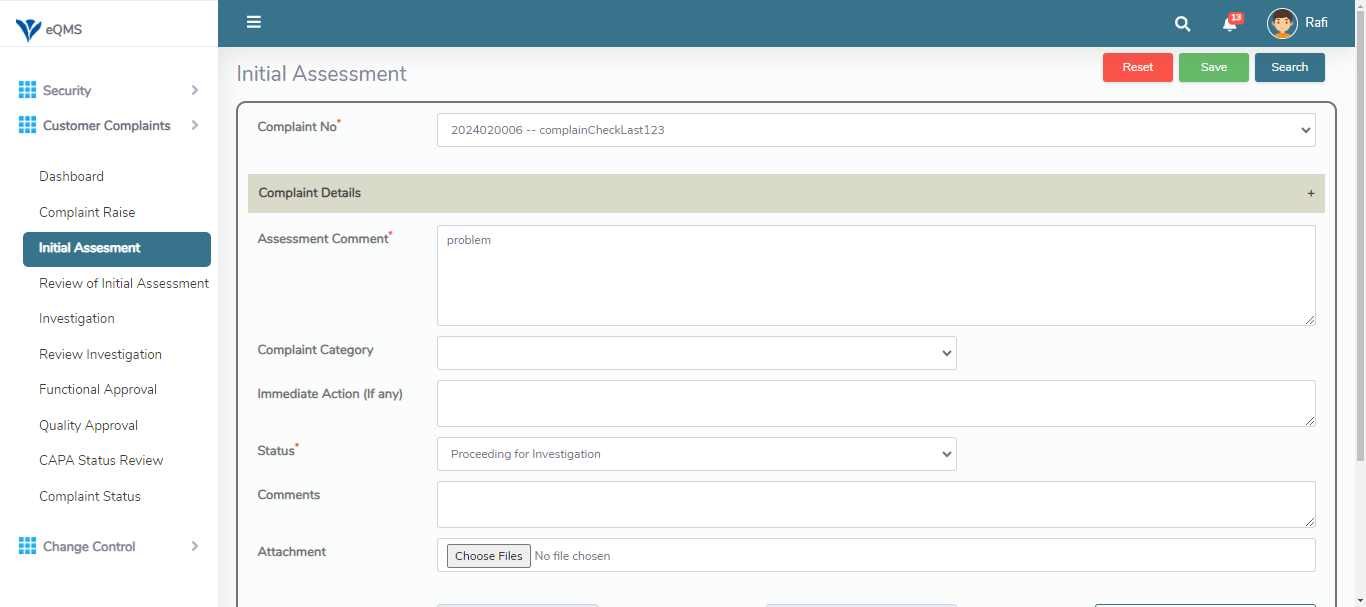 eQMS
13
Rafi
Initial Assessment
Reset
Save
Search
Security
Customer Complaints
Dashboard
Complaint Raise
Initial Assesment
Review of Initial Assessment
Investigation
Review Investigation
Functional Approval
Quality Approval
CAPA Status Review
Complaint Status
Change Control
Complaint No*
2024020006 -- complainCheckLast123
Complaint Details +
Assessment Comment*
problem
Complaint Category
Immediate Action (If any)
Status*
Proceeding for Investigation
Comments
Attachment
Choose Files No file chosen